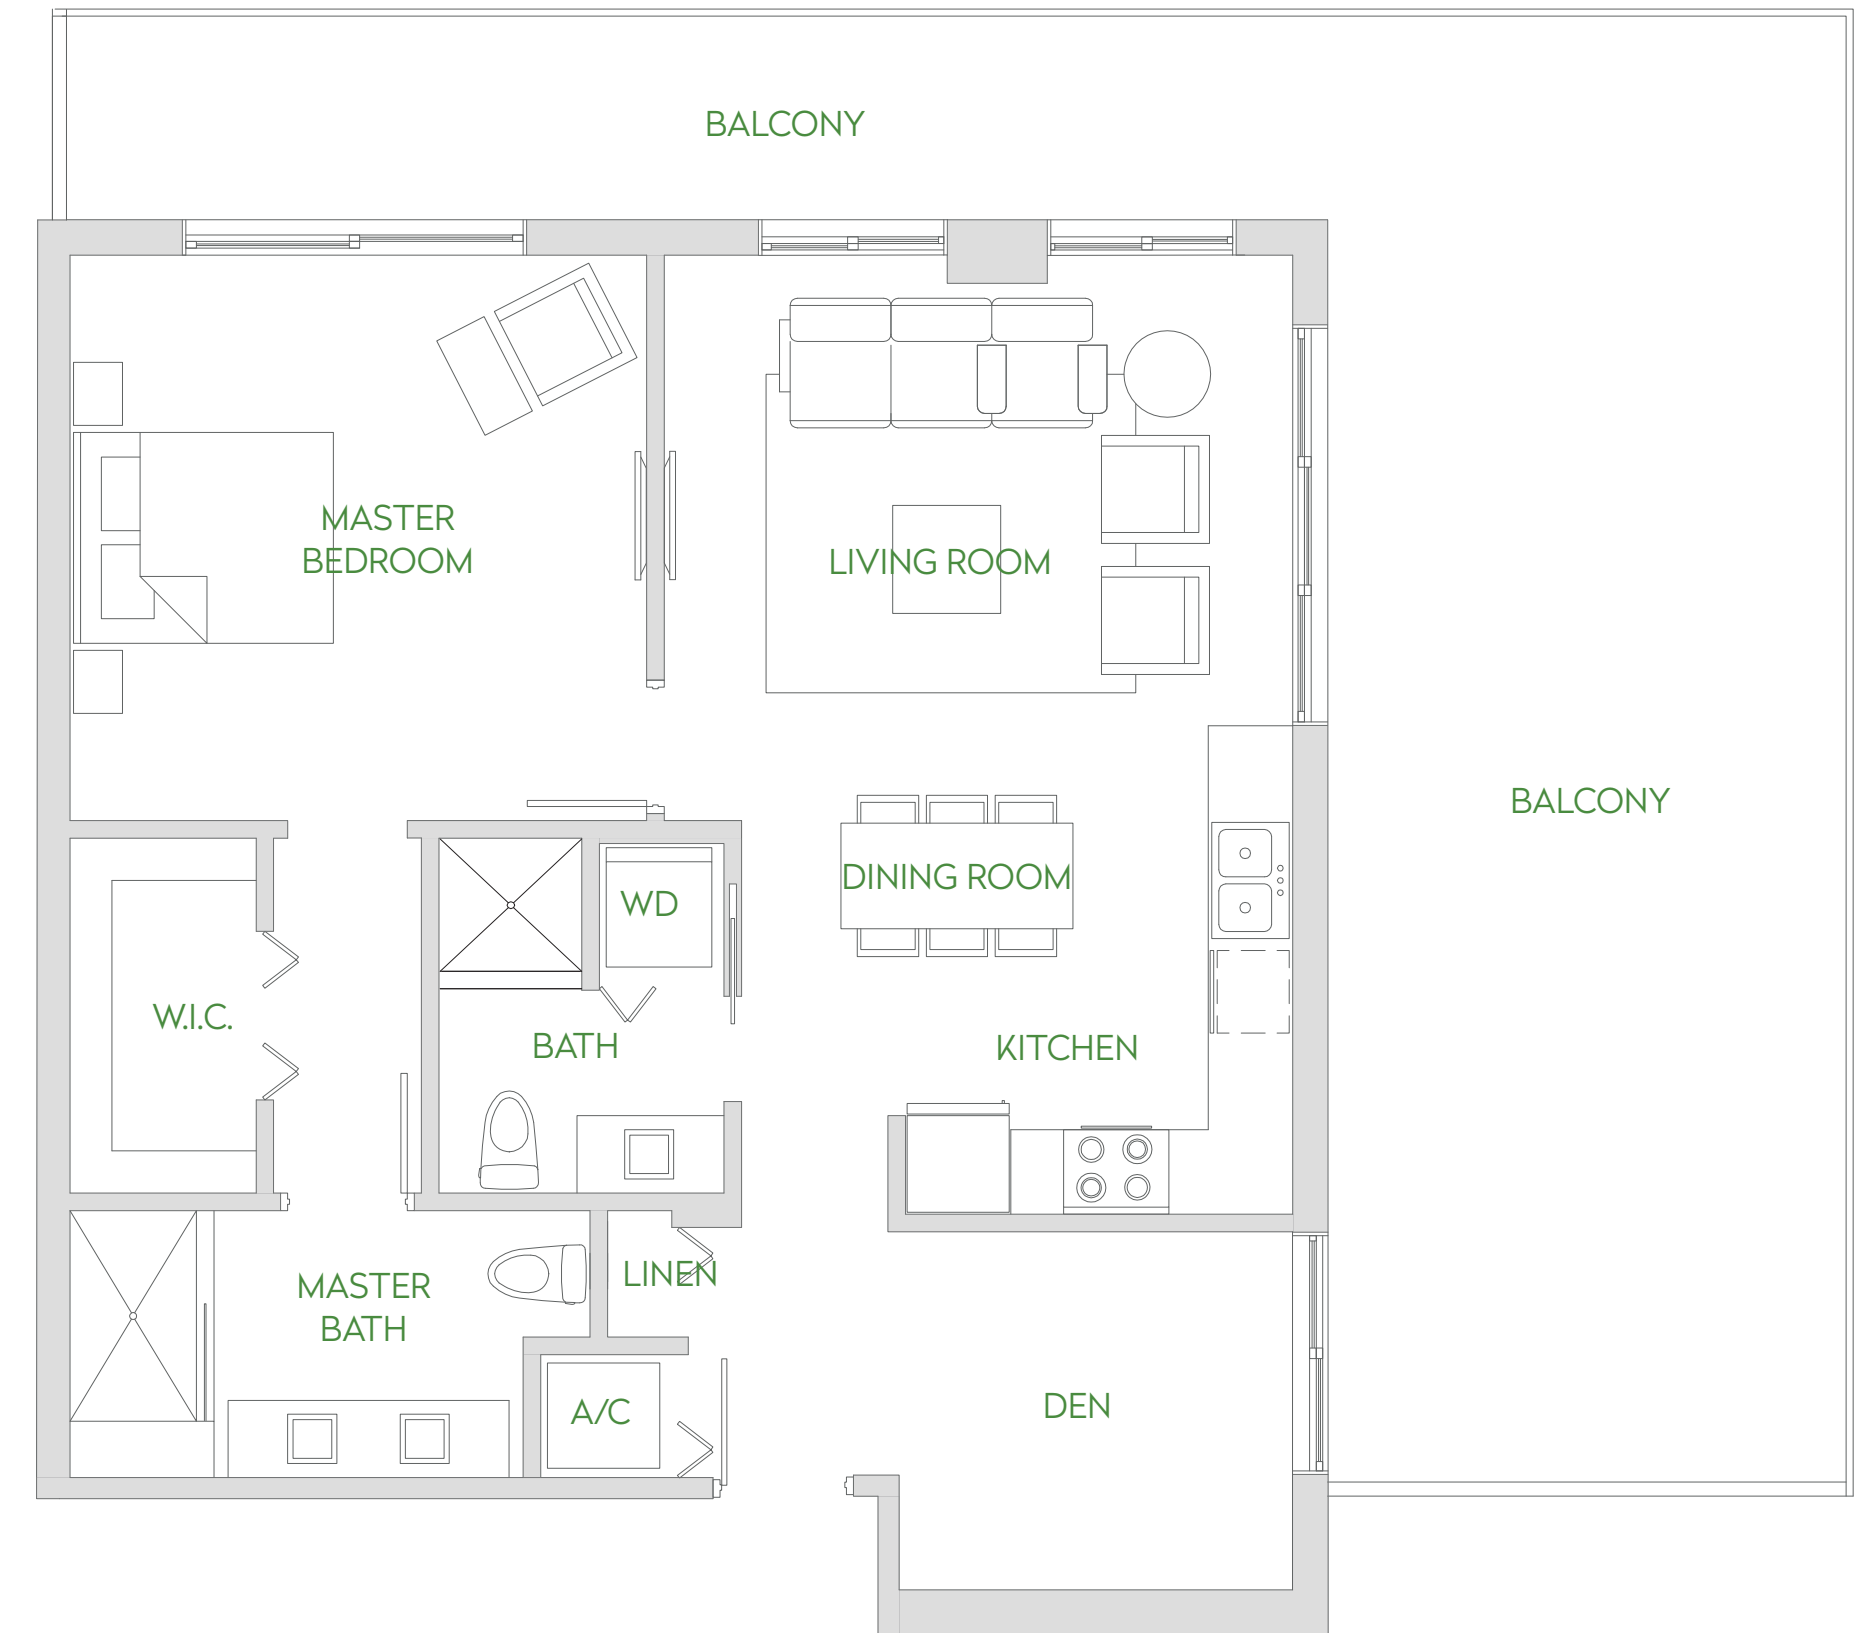 BALCONY
MASTER
BEDROOM
LIVING ROOM
BALCONY
DINING ROOM
WD
W.I.C.
BATH
KITCHEN
MASTER
BATH
LINEN
A/C
DEN